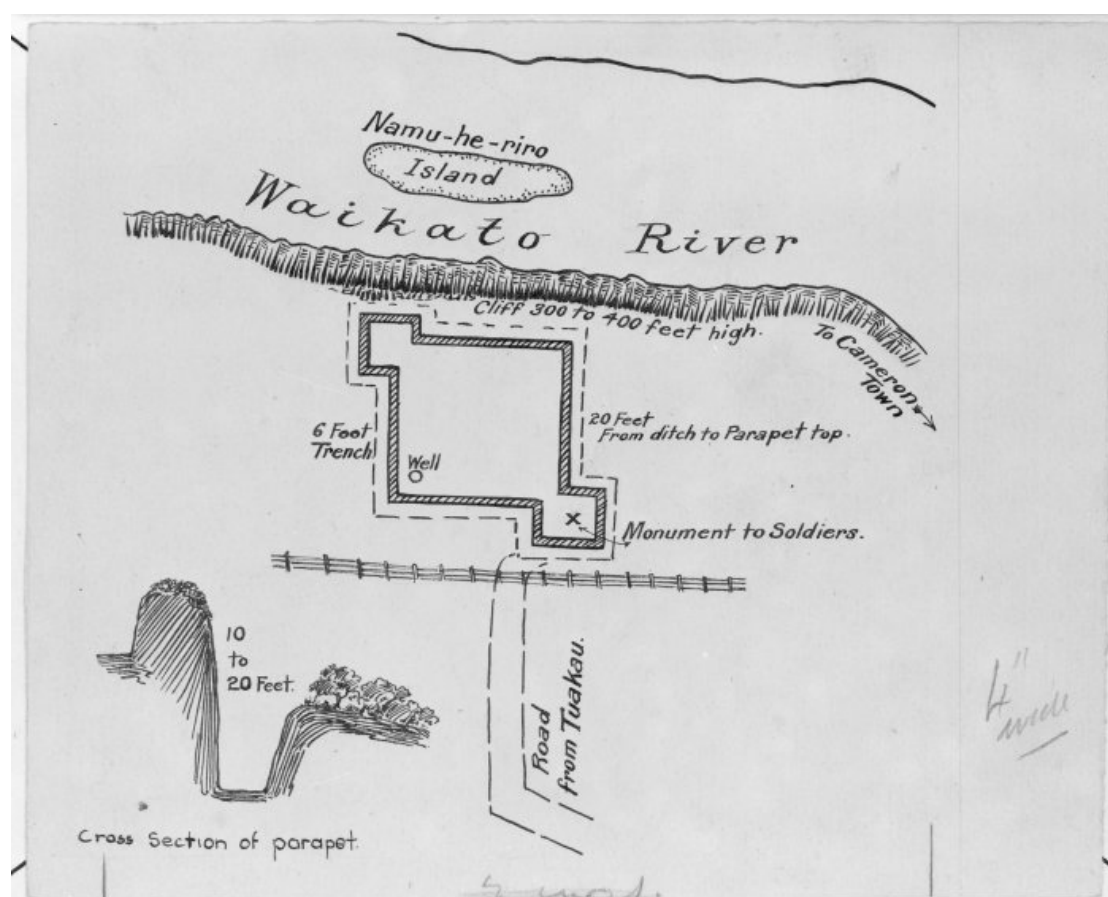 Namu-he-riro
Island
Waikato River
Cliff 300 to 400 feet high.
To Cameron
Town
20 Feet
From ditch to Parapet top.
6 Foot
Trench
Well
x
Monument to Soldiers.
10
to
20 Feet.
Road
from Tuakau.
4"
wide
Cross Section of parapet.